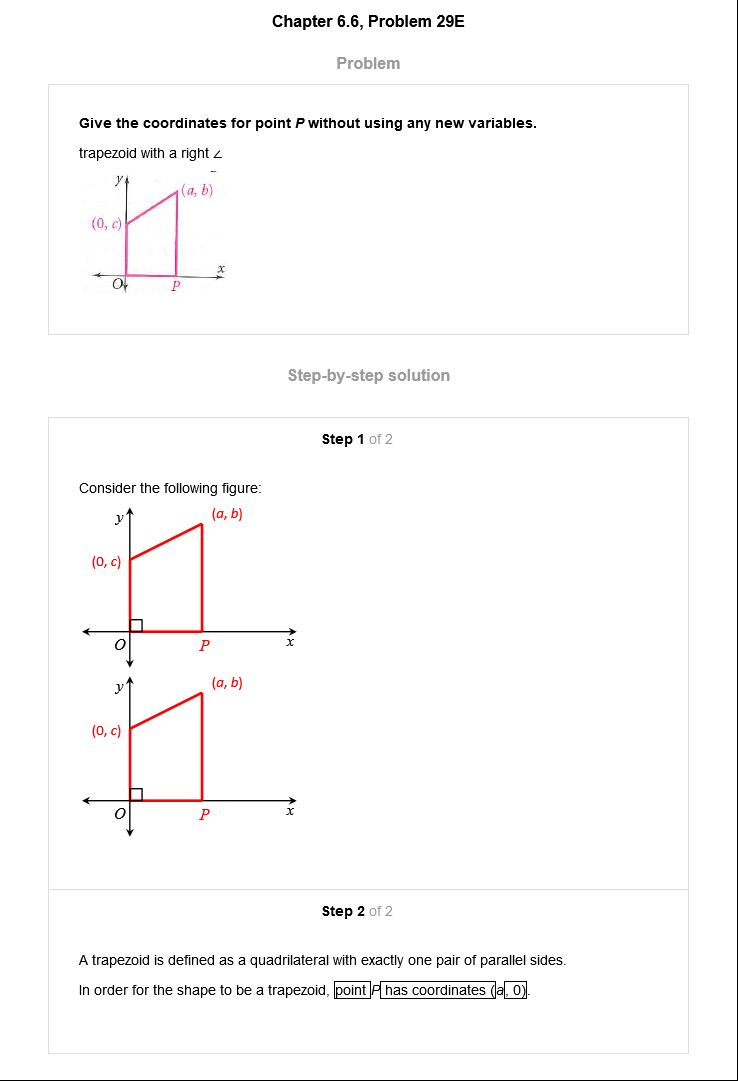 Chapter 6.6, Problem 29E
Problem
Give the coordinates for point P without using any new variables.
trapezoid with a right ∠
y
(a, b)
(0, c)
x
O
P
Step-by-step solution
Step 1 of 2
Consider the following figure:
y
(a, b)
(0, c)
O
P
x
y
(a, b)
(0, c)
O
P
x
Step 2 of 2
A trapezoid is defined as a quadrilateral with exactly one pair of parallel sides.
In order for the shape to be a trapezoid, point P has coordinates (a, 0).